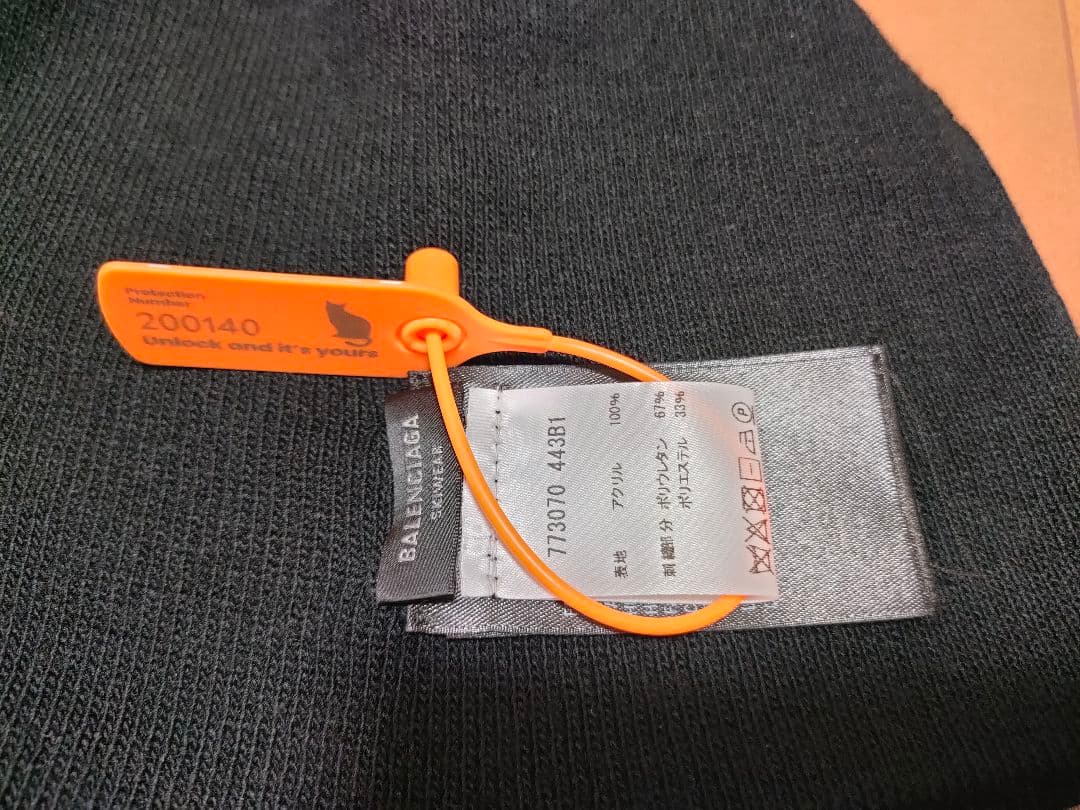 Protection
Number
200140
Unlock and it's yours
BALENCIAGA
SKIWEAR
773070 443B1
表地 アクリル 100%
刺繍部分 ポリウレタン 67%
ポリエステル 33%
P